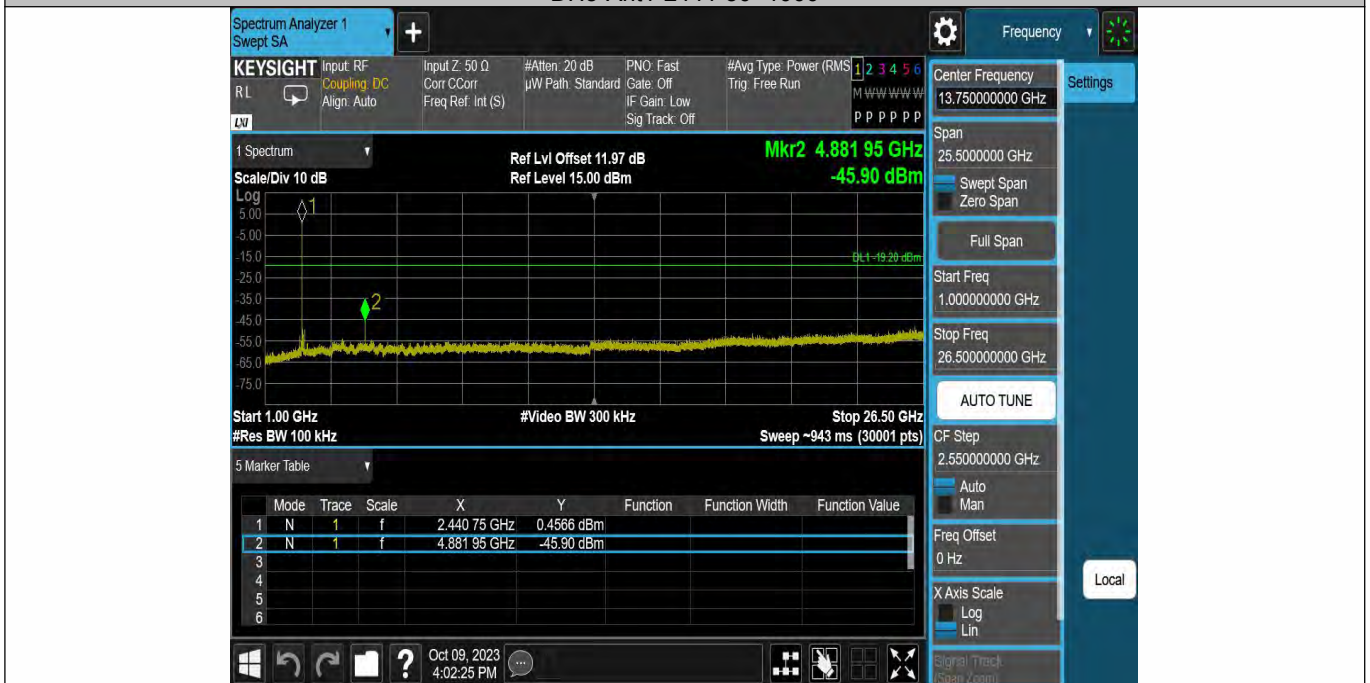 Spectrum Analyzer 1
Swept SA
+
Frequency
KEYSIGHT
RL
LXI
Input: RF
Coupling: DC
Align: Auto
Input Z: 50 Ω
Corr CCorr
Freq Ref: Int (S)
#Atten: 20 dB
µW Path: Standard
PNO: Fast
Gate: Off
IF Gain: Low
Sig Track: Off
#Avg Type: Power (RMS
Trig: Free Run
1 2 3 4 5 6
M W W W W W
P P P P P P
1 Spectrum
Scale/Div 10 dB
Ref Lvl Offset 11.97 dB
Ref Level 15.00 dBm
Mkr2 4.881 95 GHz
-45.90 dBm
Log
5.00
-5.00
-15.0
-25.0
-35.0
-45.0
-55.0
-65.0
-75.0
1
2
DL1 -19.20 dBm
Start 1.00 GHz
#Res BW 100 kHz
#Video BW 300 kHz
Stop 26.50 GHz
Sweep ~943 ms (30001 pts)
5 Marker Table
Mode Trace Scale X Y Function Function Width Function Value
1 N 1 f 2.440 75 GHz 0.4566 dBm
2 N 1 f 4.881 95 GHz -45.90 dBm
3
4
5
6
Oct 09, 2023
4:02:25 PM
Center Frequency
13.750000000 GHz
Settings
Span
25.5000000 GHz
Swept Span
Zero Span
Full Span
Start Freq
1.000000000 GHz
Stop Freq
26.500000000 GHz
AUTO TUNE
CF Step
2.550000000 GHz
Auto
Man
Freq Offset
0 Hz
X Axis Scale
Log
Lin
Signal Track
(Span Zoom)
Local